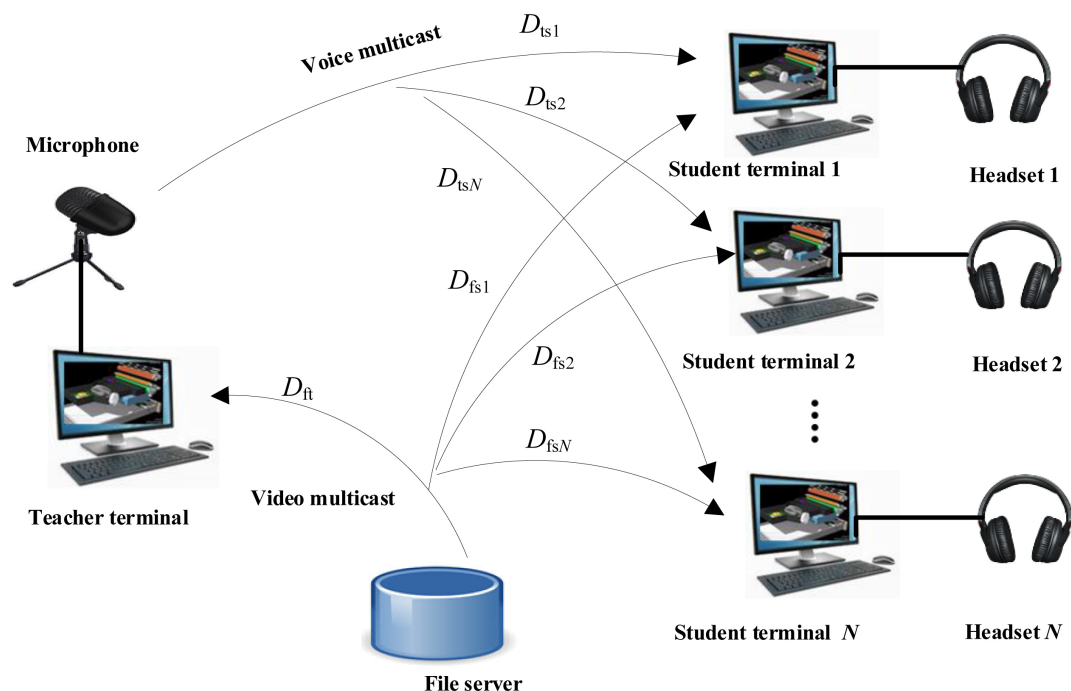 Voice multicast
D_ts1
D_ts2
D_tsN
Microphone
Student terminal 1
Headset 1
D_fs1
D_fs2
Student terminal 2
Headset 2
D_ft
D_fsN
Video multicast
Teacher terminal
Student terminal N
Headset N
File server